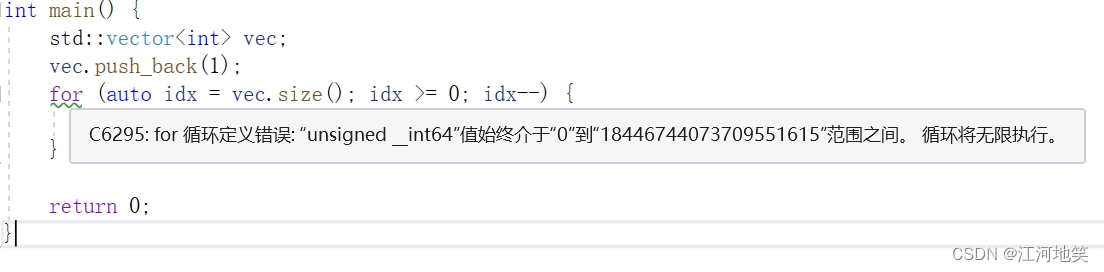 int main() {
std::vector<int> vec;
vec.push_back(1);
for (auto idx = vec.size(); idx >= 0; idx--) {
C6295: for 循环定义错误: “unsigned __int64”值始终介于“0”到“18446744073709551615”范围之间。 循环将无限执行。
}
return 0;
}
CSDN @江河地笑